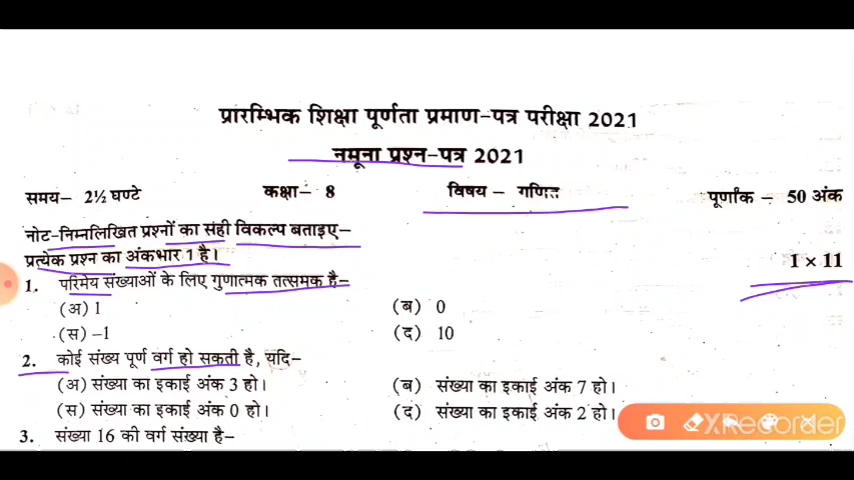 प्रारम्भिक शिक्षा पूर्णता प्रमाण-पत्र परीक्षा 2021
नमूना प्रश्न-पत्र 2021
समय- 2½ घण्टे कक्षा- 8 विषय - गणित पूर्णांक - 50 अंक
नोट-निम्नलिखित प्रश्नों का सही विकल्प बताइए-
प्रत्येक प्रश्न का अंकभार 1 है। 1 × 11
1. परिमेय संख्याओं के लिए गुणात्मक तत्समक है-
(अ) 1 (ब) 0
(स) -1 (द) 10
2. कोई संख्य पूर्ण वर्ग हो सकती है, यदि-
(अ) संख्या का इकाई अंक 3 हो। (ब) संख्या का इकाई अंक 7 हो।
(स) संख्या का इकाई अंक 0 हो। (द) संख्या का इकाई अंक 2 हो।
XRecorder
3. संख्या 16 की वर्ग संख्या है-